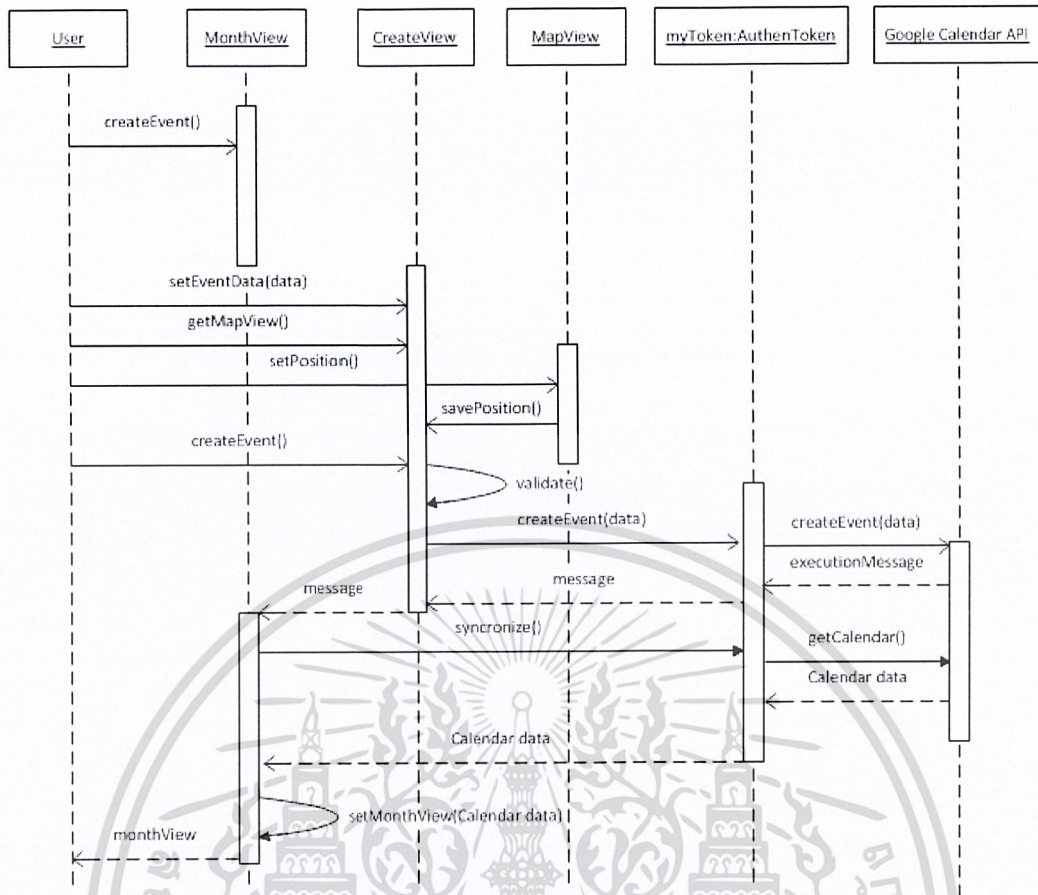 User
MonthView
CreateView
MapView
myToken:AuthenToken
Google Calendar API
createEvent()
setEventData(data)
getMapView()
setPosition()
savePosition()
createEvent()
validate()
createEvent(data)
createEvent(data)
executionMessage
message
message
syncronize()
getCalendar()
Calendar data
Calendar data
setMonthView(Calendar data)
monthView